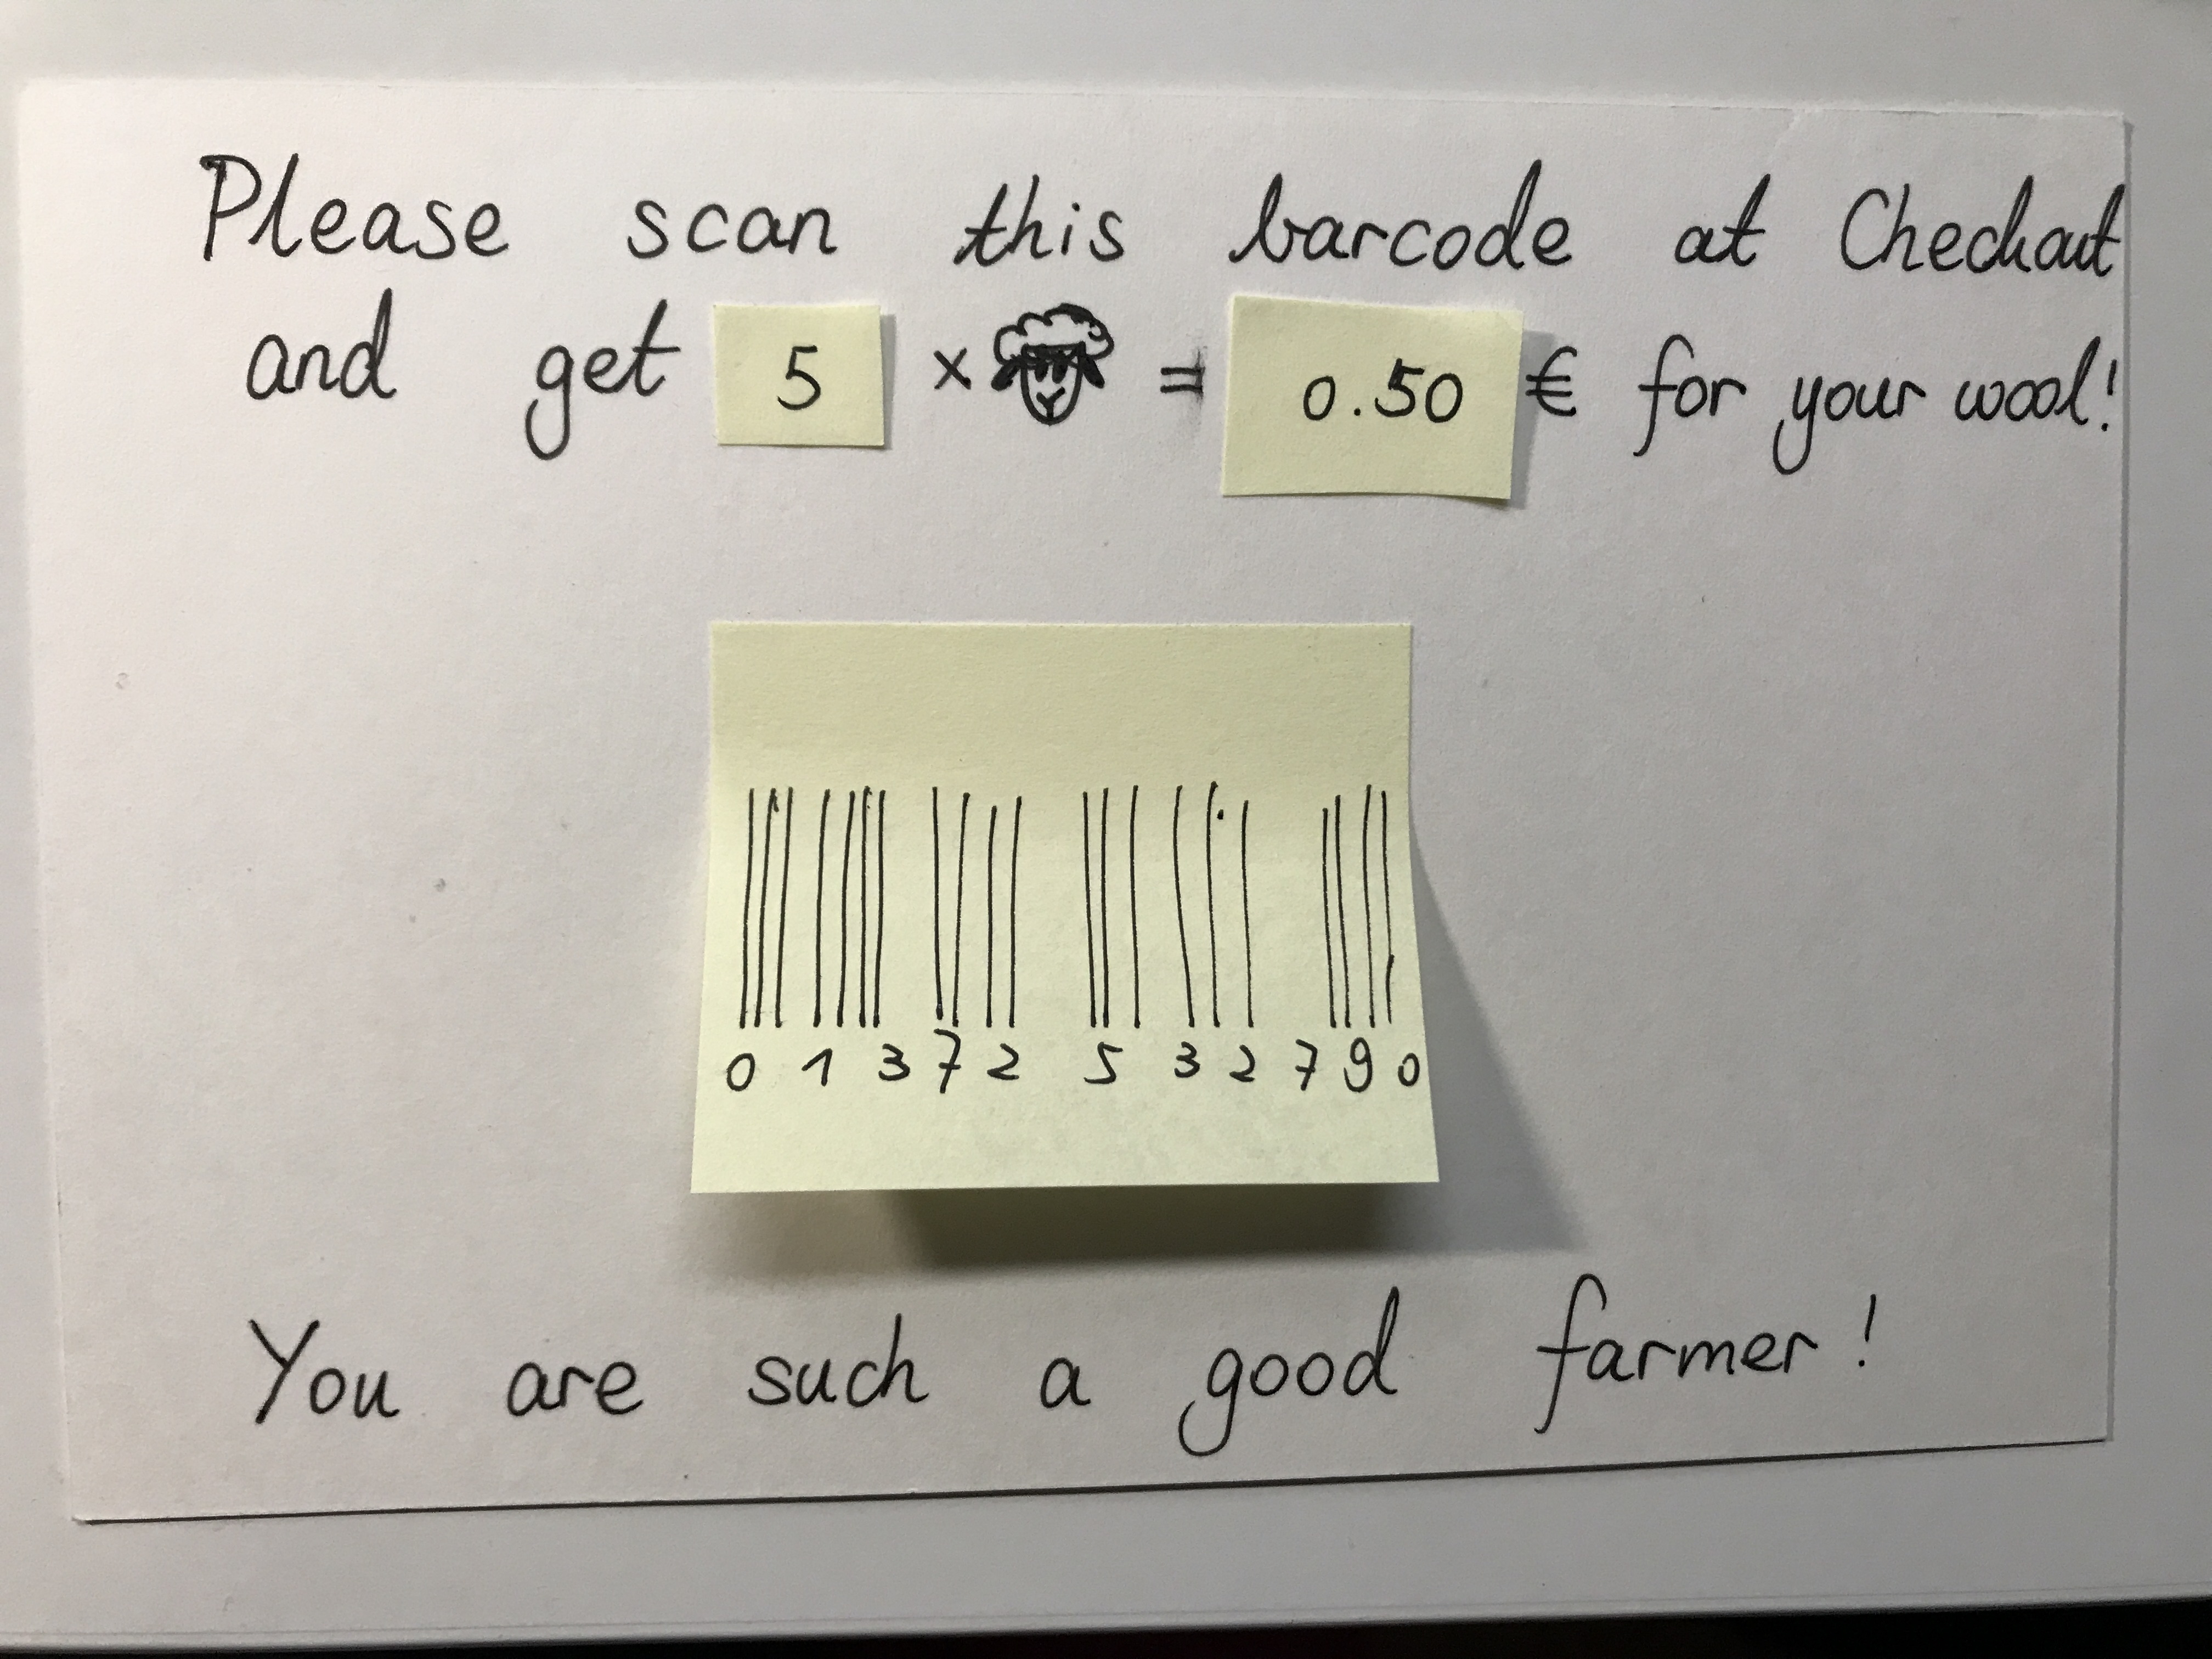 Please scan this barcode at Checkout
and get 5 x = 0.50 € for your wool!
0 1 3 7 2 5 3 2 7 9 0
You are such a good farmer!